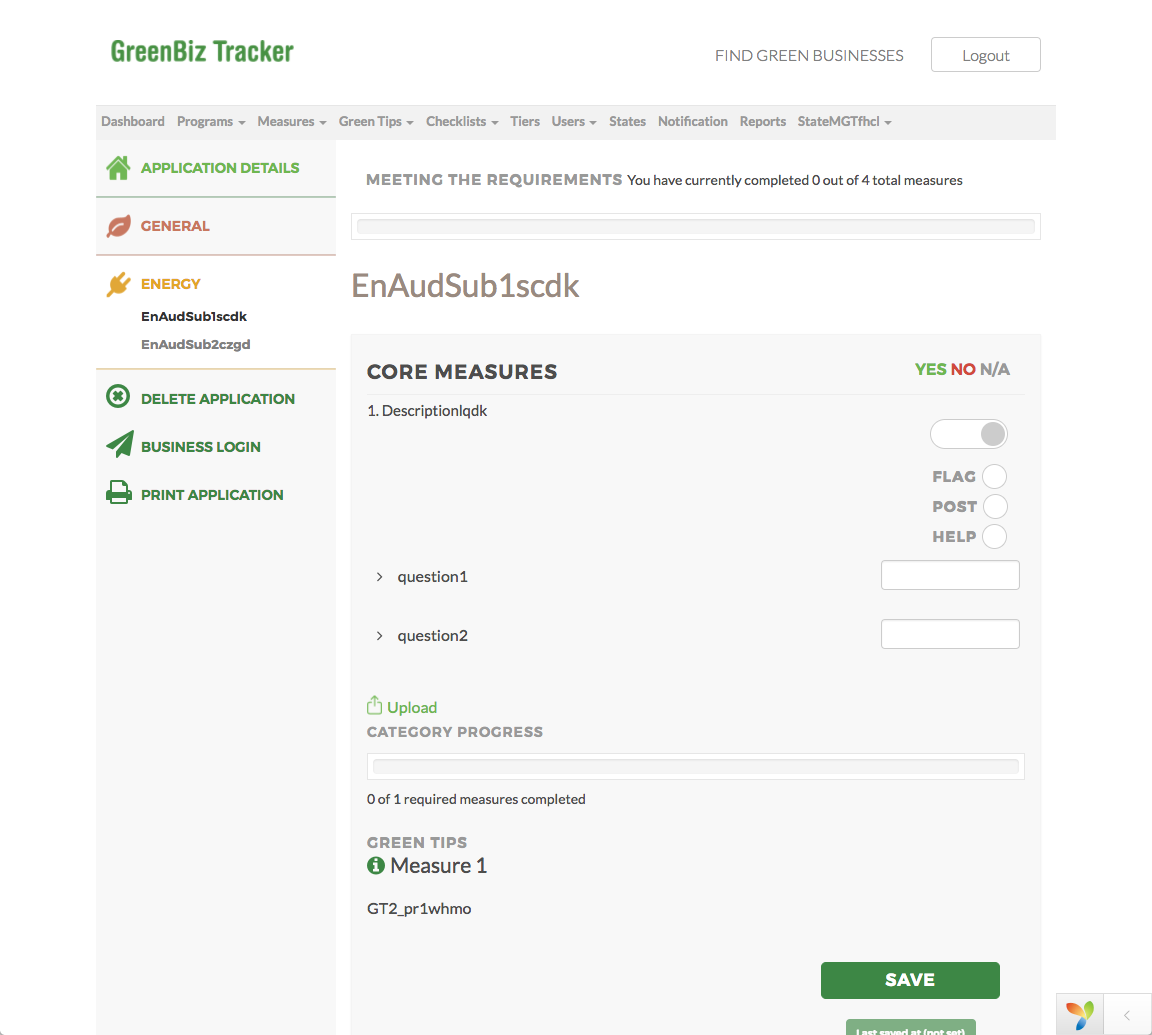 GreenBiz Tracker
FIND GREEN BUSINESSES
Logout
Dashboard Programs Measures Green Tips Checklists Tiers Users States Notification Reports StateMGTfhcl
APPLICATION DETAILS
GENERAL
ENERGY
EnAudSub1scdk
EnAudSub2czgd
DELETE APPLICATION
BUSINESS LOGIN
PRINT APPLICATION
MEETING THE REQUIREMENTS You have currently completed 0 out of 4 total measures
EnAudSub1scdk
CORE MEASURES
YES NO N/A
1. Descriptionlqdk
FLAG
POST
HELP
question1
question2
Upload
CATEGORY PROGRESS
0 of 1 required measures completed
GREEN TIPS
Measure 1
GT2_pr1whmo
SAVE
Last saved at (not set)